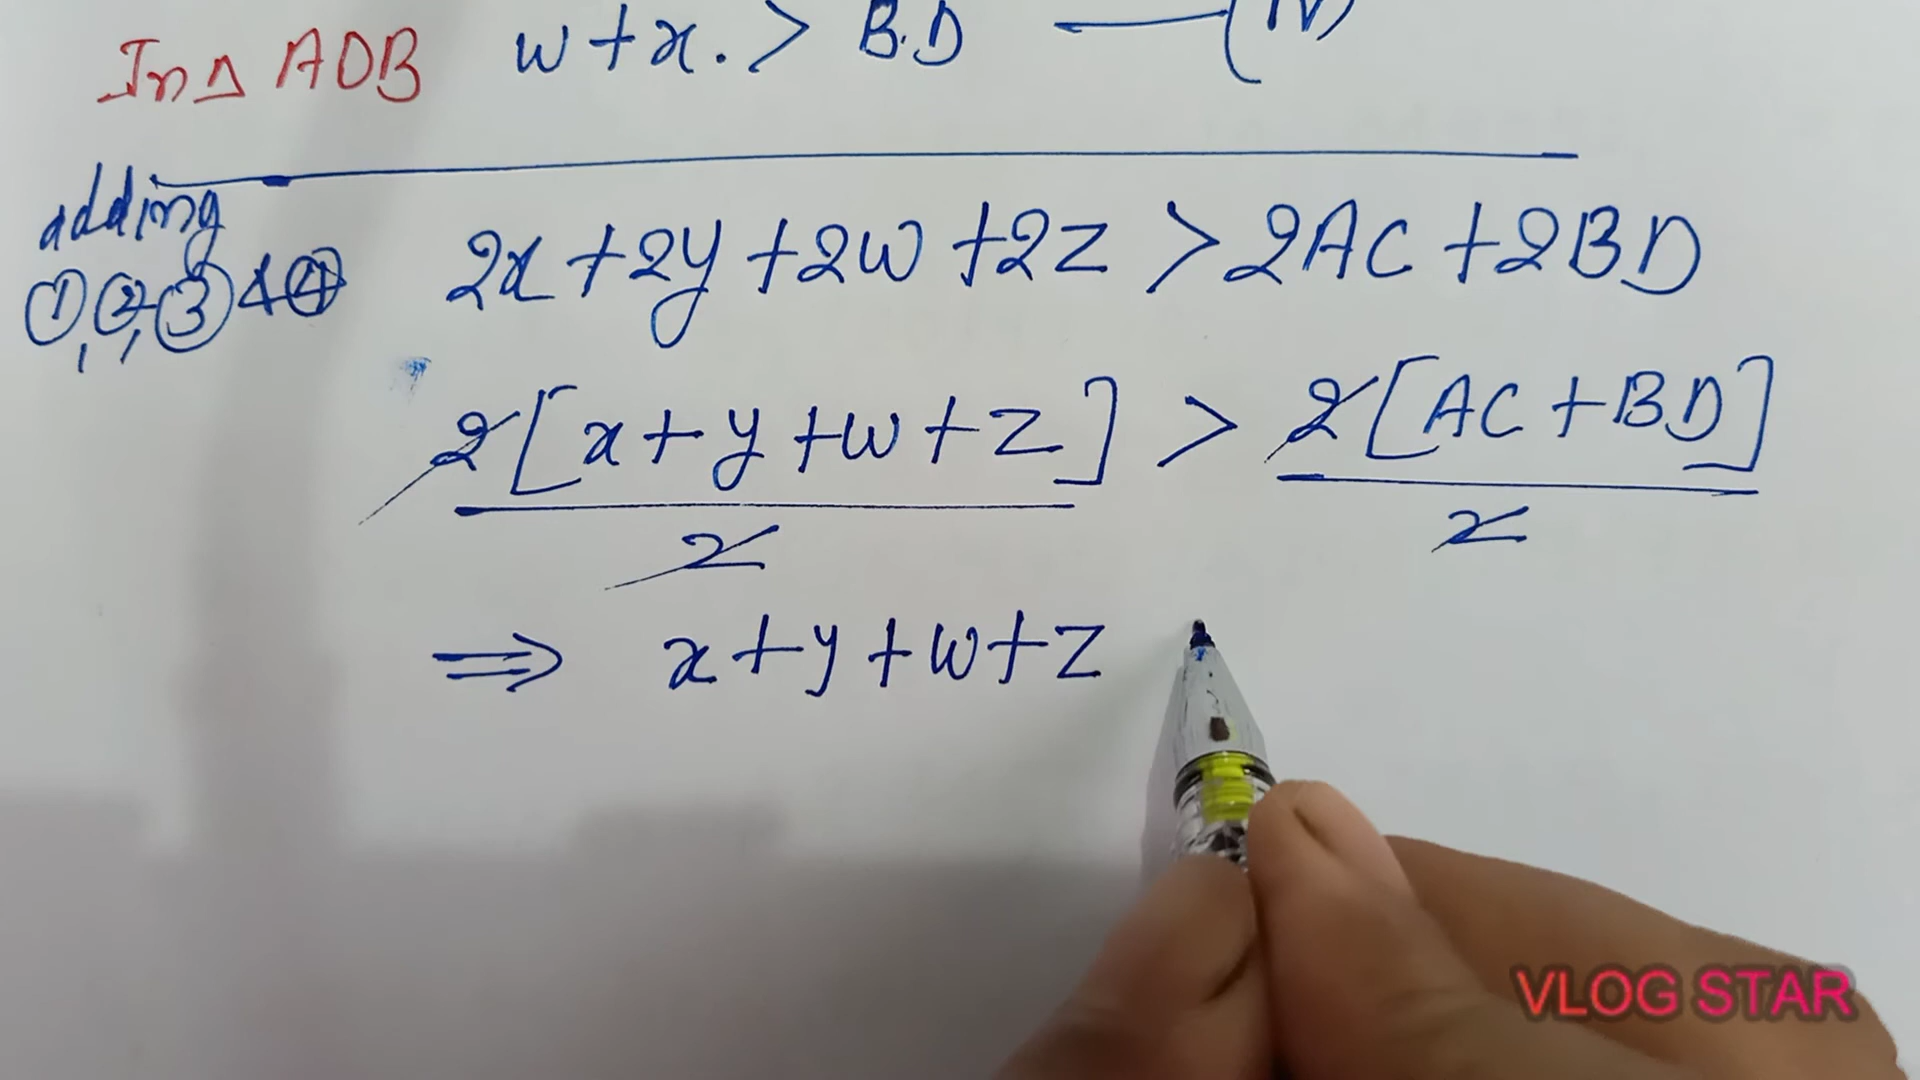 In Δ ADB w+x. > B.D — (IV)
adding
①, ②, ③ & ④ 2x+2y+2w+2z > 2AC+2BD
2[x+y+w+z] > 2[AC+BD]
2 2
⇒ x+y+w+z
VLOG STAR